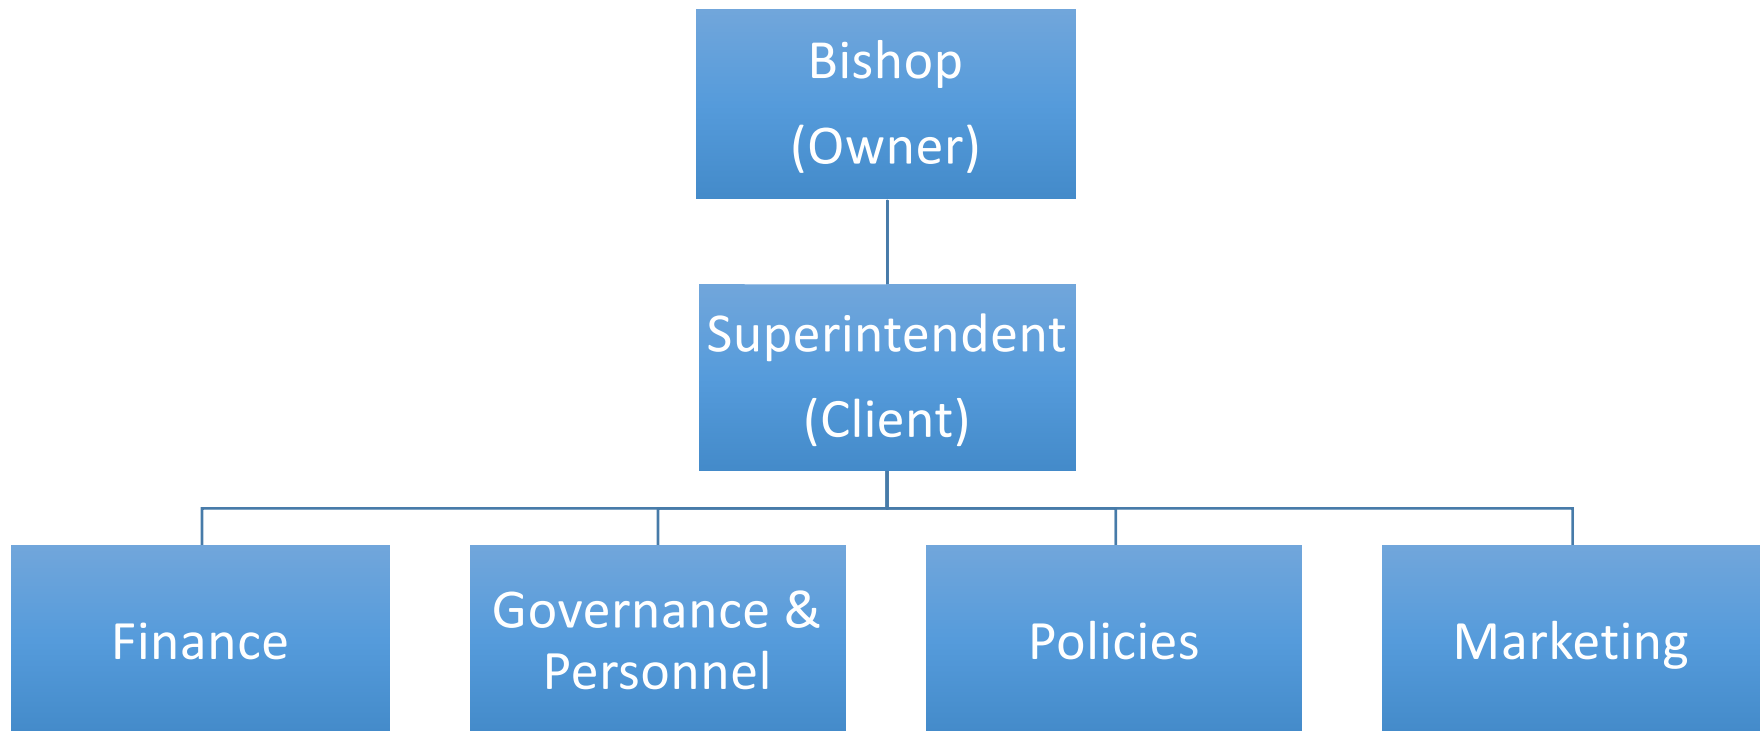 Bishop
(Owner)
Superintendent
(Client)
Finance
Governance &
Personnel
Policies
Marketing